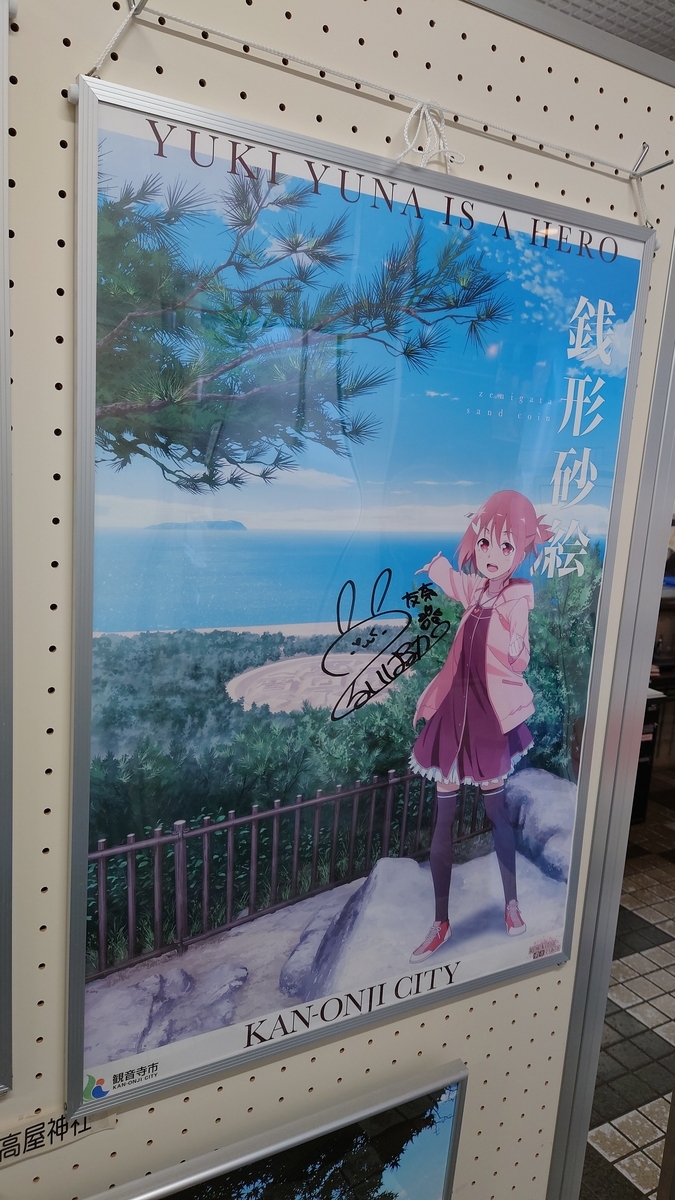 YUKI YUNA IS A HERO
銭形砂絵
zenigata
sand coin
友奈
KAN-ONJI CITY
観音寺市
KAN-ONJI CITY
高屋神社